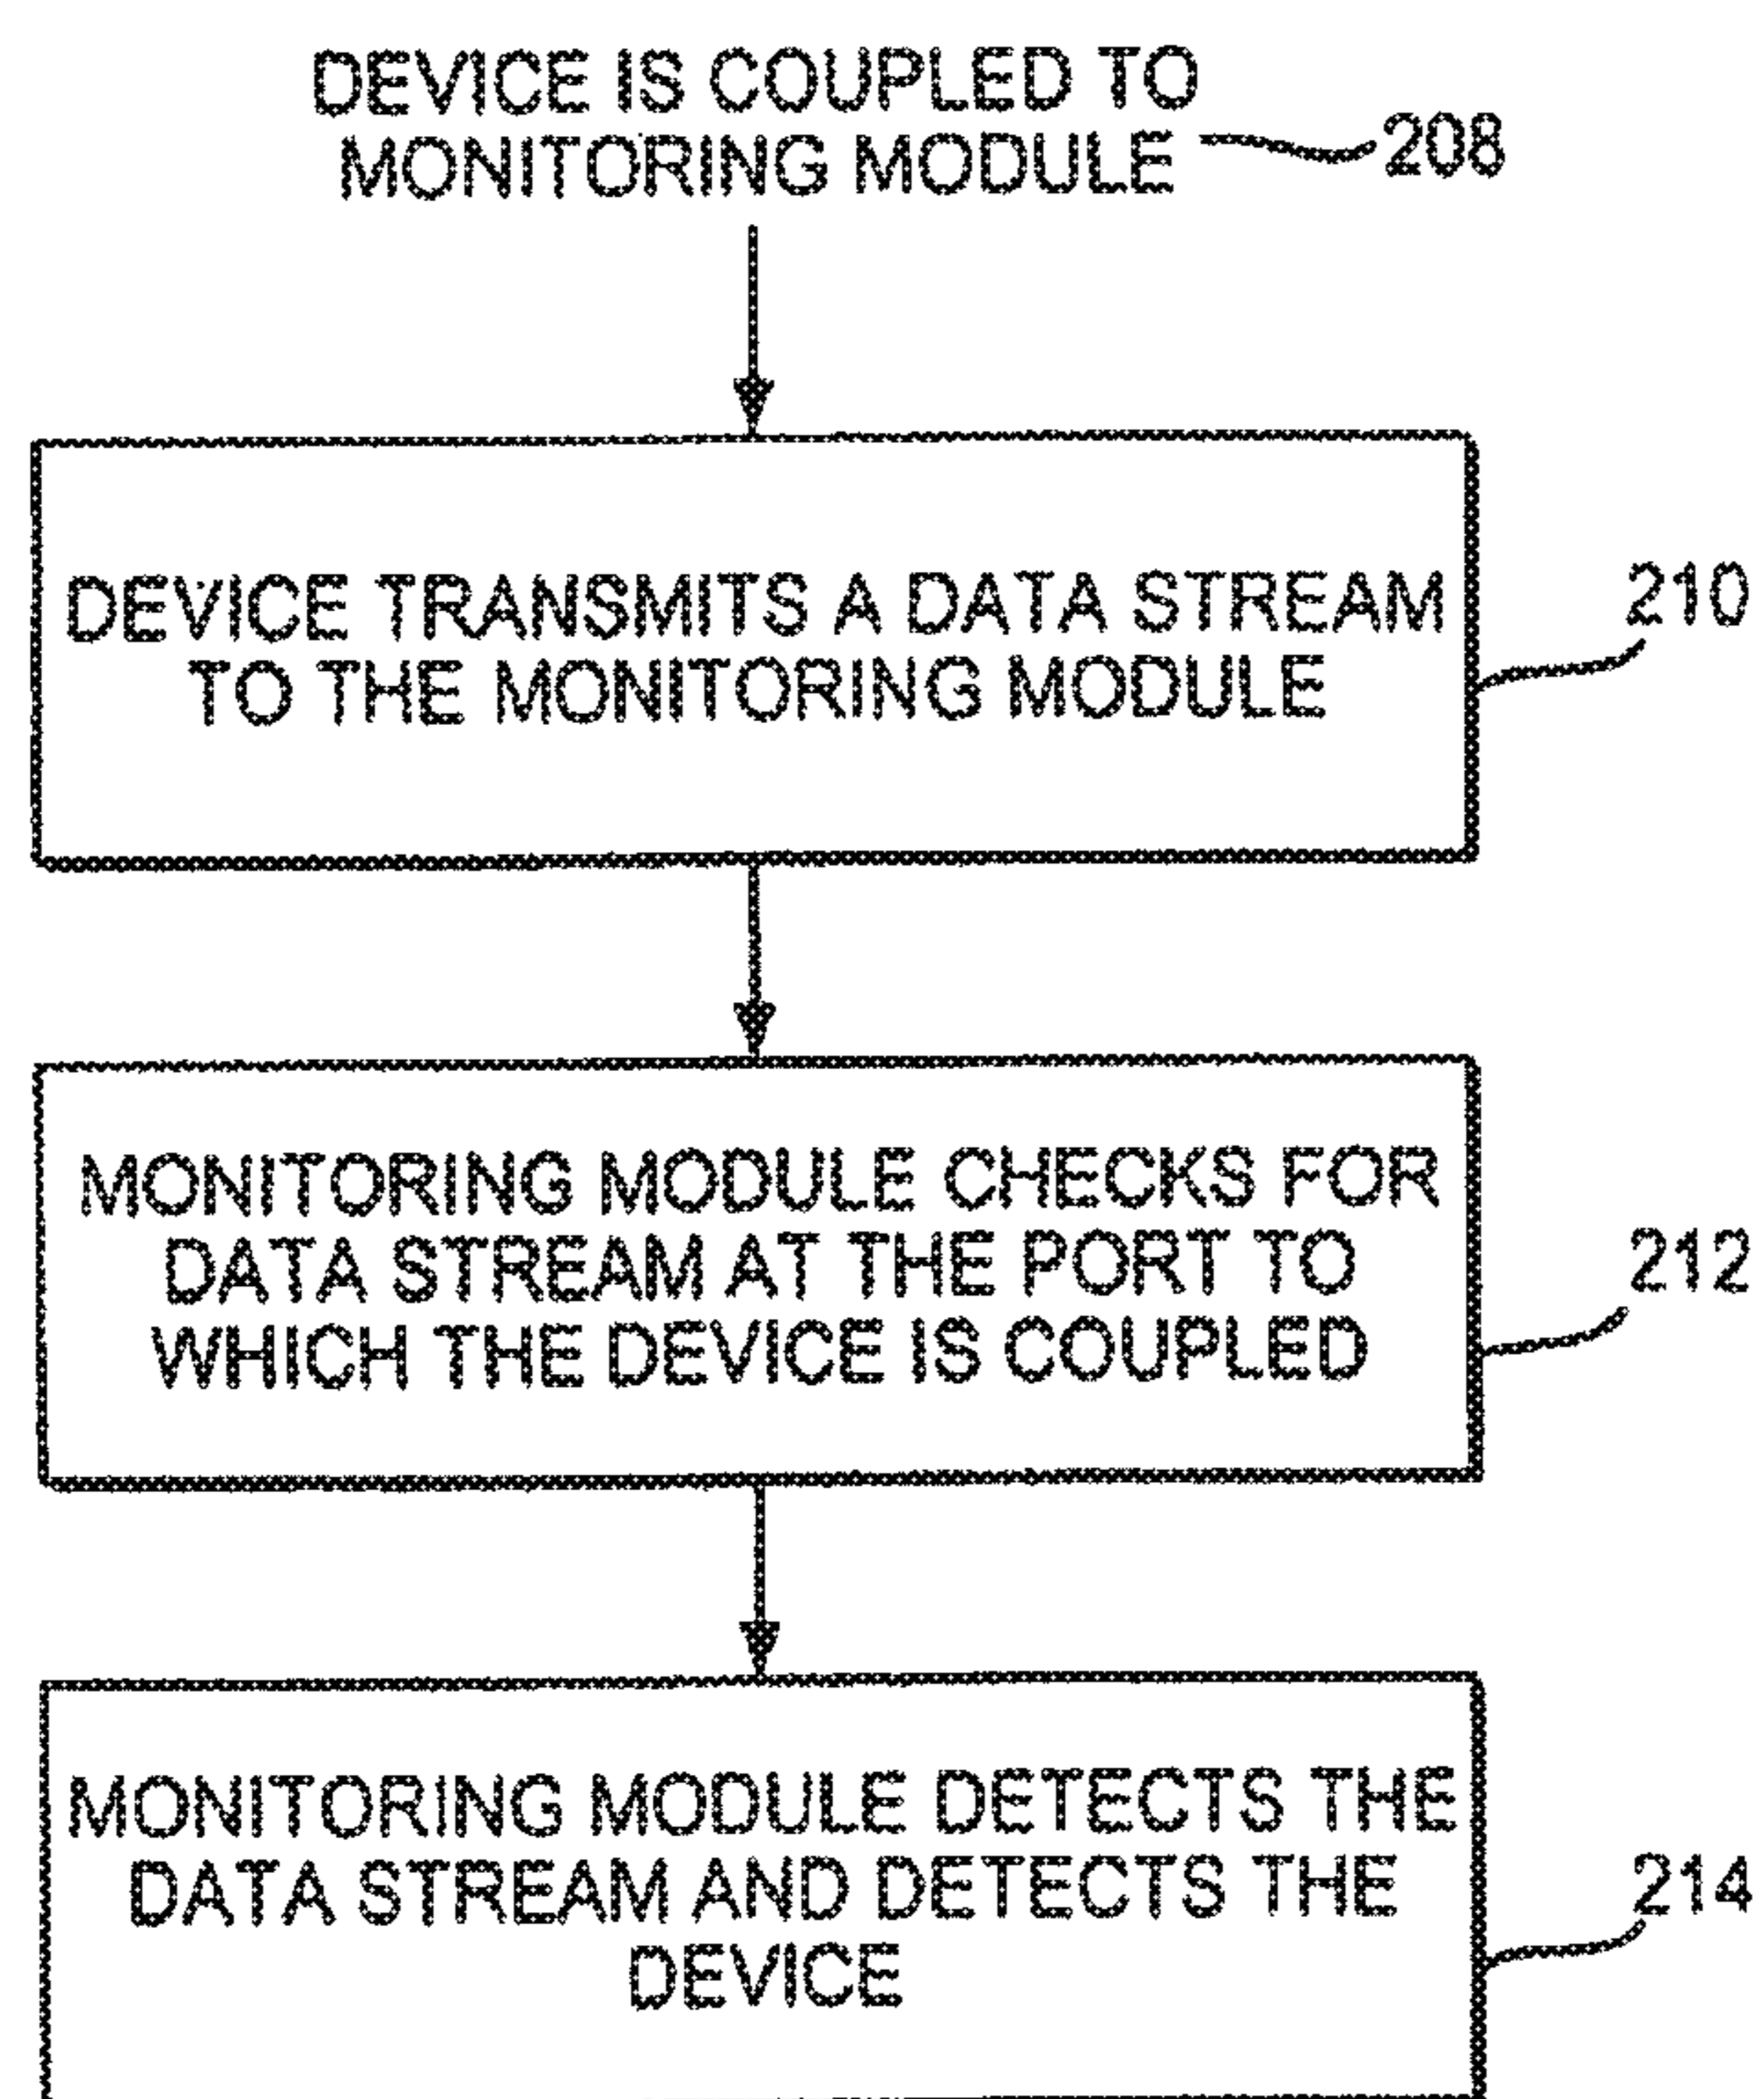 DEVICE IS COUPLED TO
MONITORING MODULE
208
DEVICE TRANSMITS A DATA STREAM
TO THE MONITORING MODULE
210
MONITORING MODULE CHECKS FOR
DATA STREAM AT THE PORT TO
WHICH THE DEVICE IS COUPLED
212
MONITORING MODULE DETECTS THE
DATA STREAM AND DETECTS THE
DEVICE
214